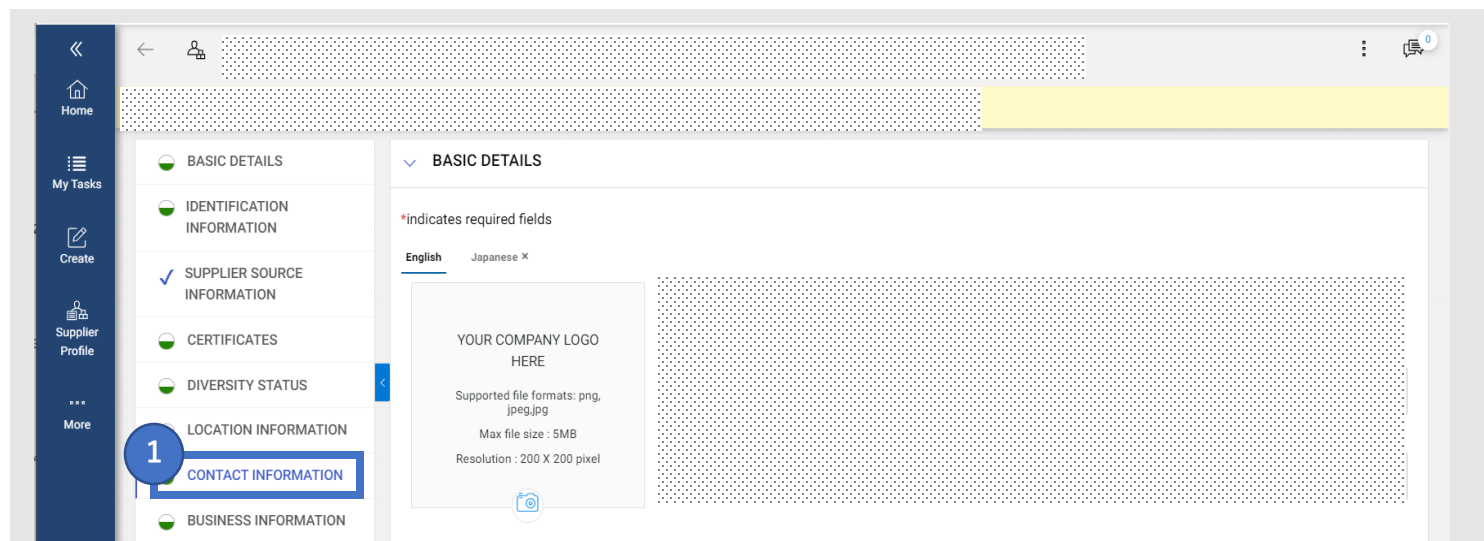 0
Home
My Tasks
Create
Supplier
Profile
More
BASIC DETAILS
IDENTIFICATION
INFORMATION
SUPPLIER SOURCE
INFORMATION
CERTIFICATES
DIVERSITY STATUS
LOCATION INFORMATION
1
CONTACT INFORMATION
BUSINESS INFORMATION
BASIC DETAILS
*indicates required fields
English Japanese ×
YOUR COMPANY LOGO
HERE
Supported file formats: png,
jpeg,jpg
Max file size : 5MB
Resolution : 200 X 200 pixel